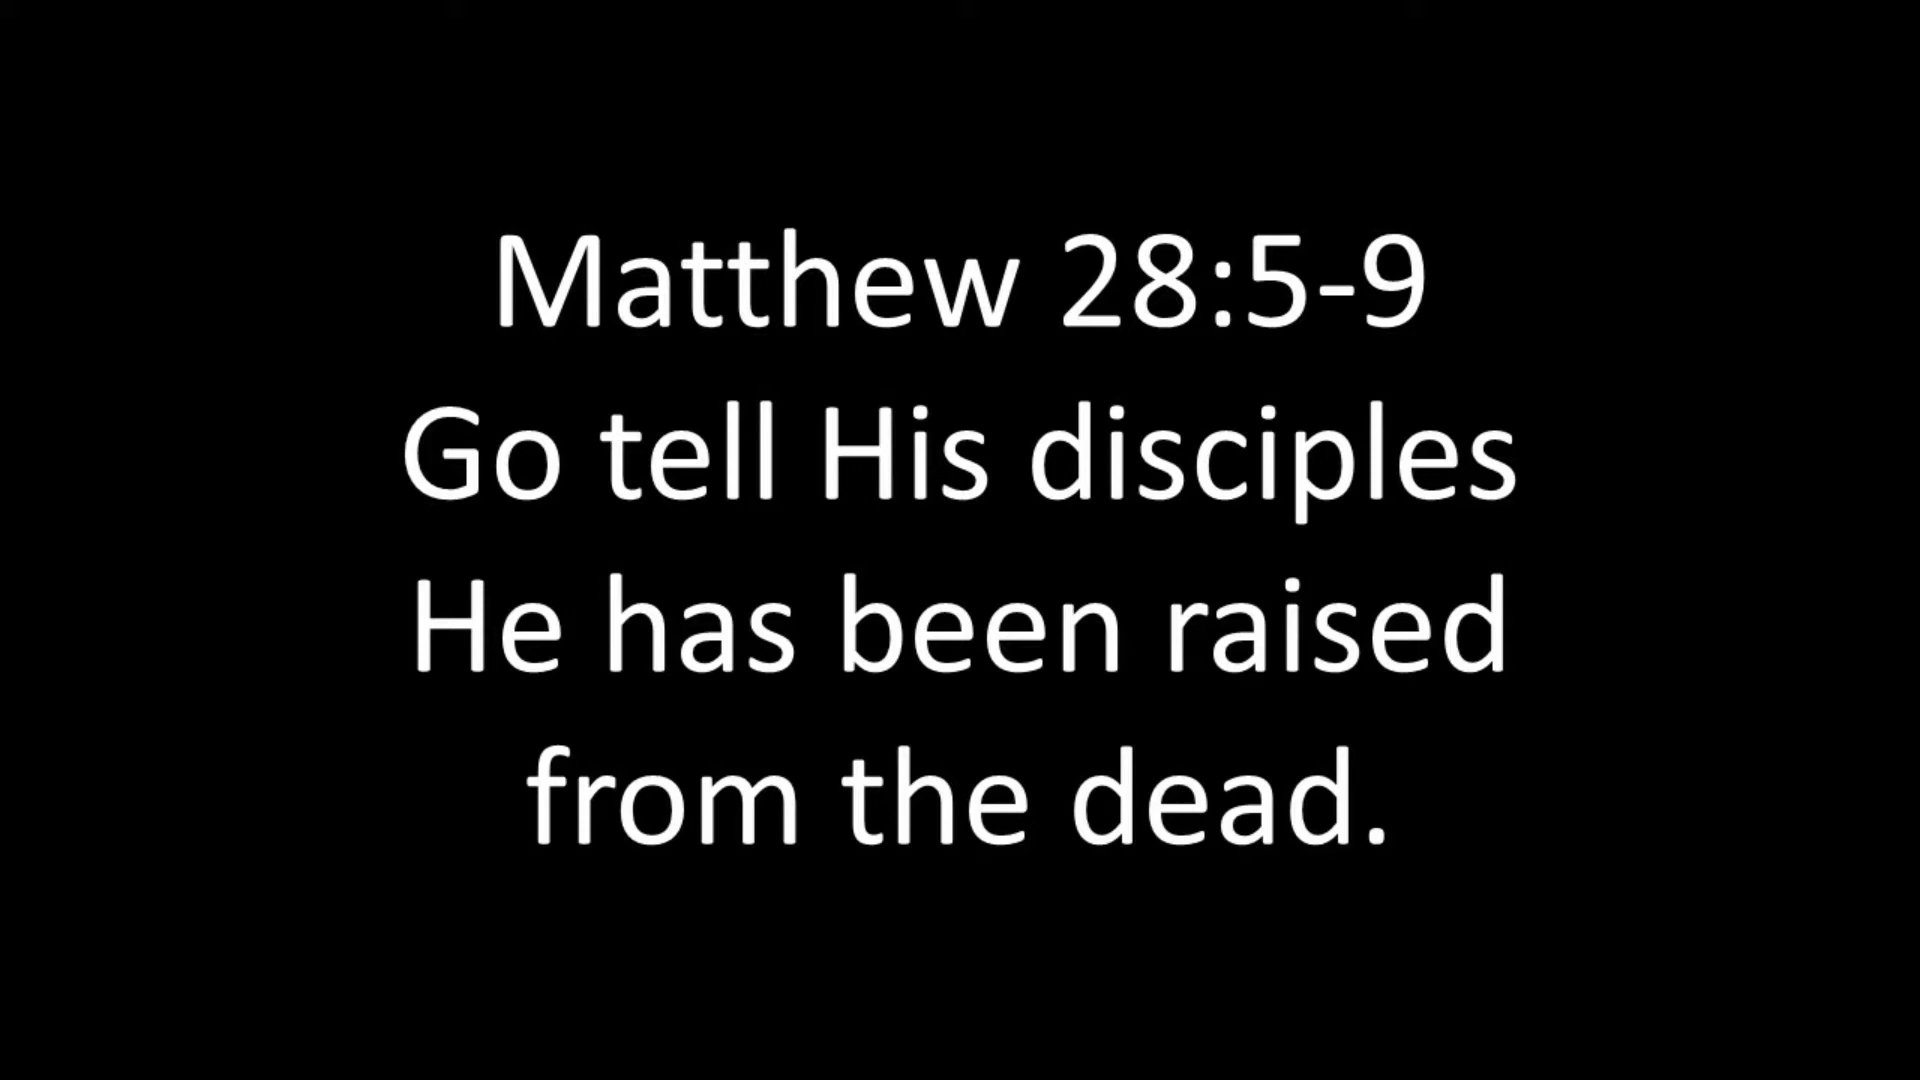 Matthew 28:5-9
Go tell His disciples
He has been raised
from the dead.